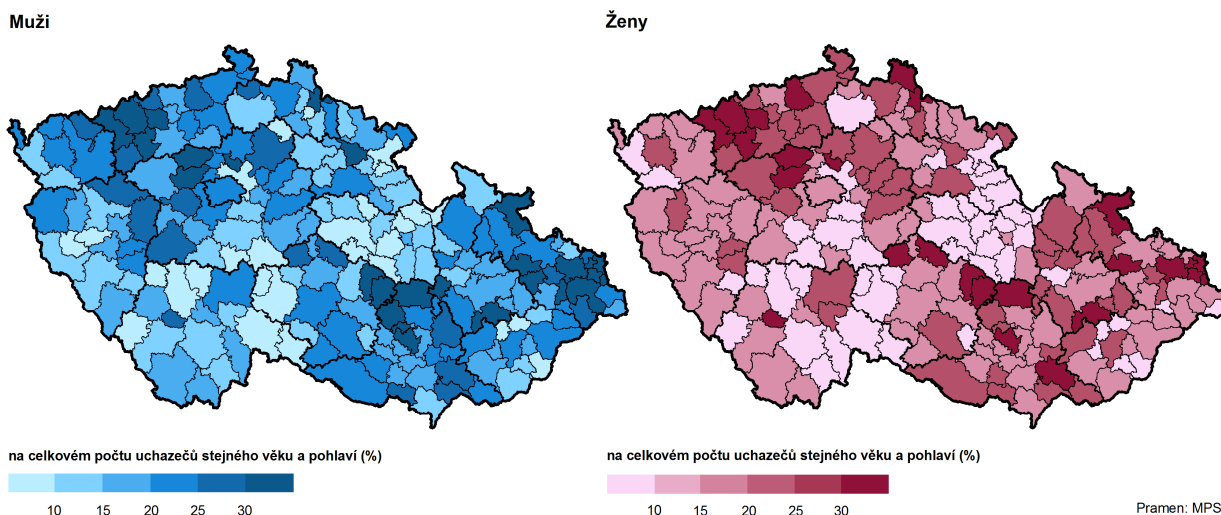 Muži
Ženy
na celkovém počtu uchazečů stejného věku a pohlaví (%)
10 15 20 25 30
na celkovém počtu uchazečů stejného věku a pohlaví (%)
10 15 20 25 30
Pramen: MPS